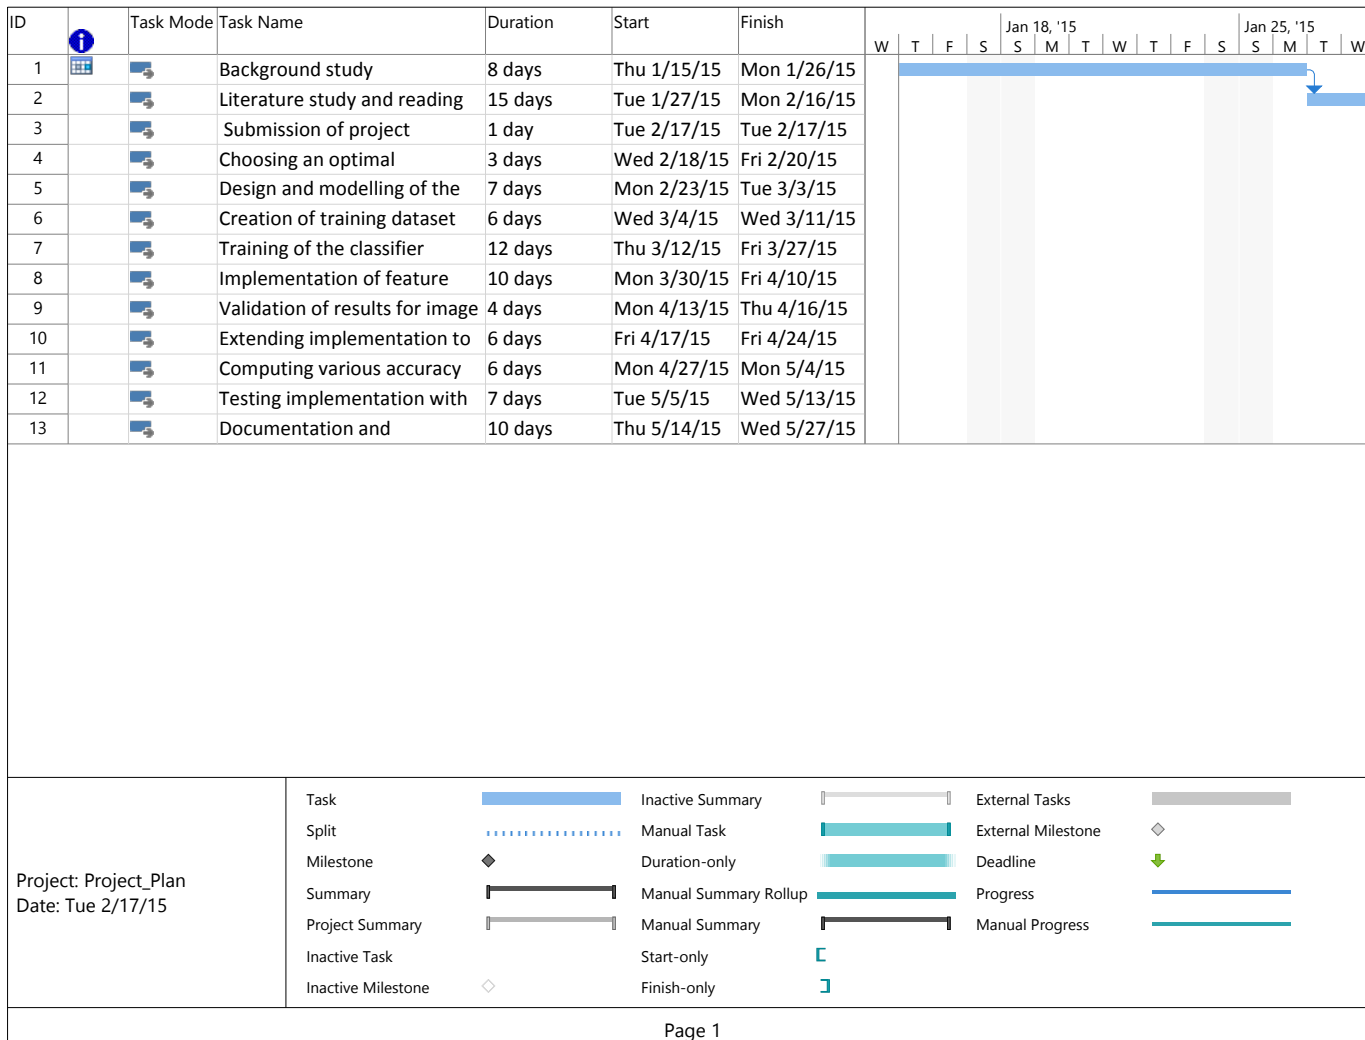 ID Task Mode Task Name Duration Start Finish
Jan 18, '15 Jan 25, '15
W T F S S M T W T F S S M T W
1 Background study 8 days Thu 1/15/15 Mon 1/26/15
2 Literature study and reading 15 days Tue 1/27/15 Mon 2/16/15
3 Submission of project 1 day Tue 2/17/15 Tue 2/17/15
4 Choosing an optimal 3 days Wed 2/18/15 Fri 2/20/15
5 Design and modelling of the 7 days Mon 2/23/15 Tue 3/3/15
6 Creation of training dataset 6 days Wed 3/4/15 Wed 3/11/15
7 Training of the classifier 12 days Thu 3/12/15 Fri 3/27/15
8 Implementation of feature 10 days Mon 3/30/15 Fri 4/10/15
9 Validation of results for image 4 days Mon 4/13/15 Thu 4/16/15
10 Extending implementation to 6 days Fri 4/17/15 Fri 4/24/15
11 Computing various accuracy 6 days Mon 4/27/15 Mon 5/4/15
12 Testing implementation with 7 days Tue 5/5/15 Wed 5/13/15
13 Documentation and 10 days Thu 5/14/15 Wed 5/27/15
Project: Project_Plan
Date: Tue 2/17/15
Task
Split
Milestone
Summary
Project Summary
Inactive Task
Inactive Milestone
Inactive Summary
Manual Task
Duration-only
Manual Summary Rollup
Manual Summary
Start-only
Finish-only
External Tasks
External Milestone
Deadline
Progress
Manual Progress
Page 1